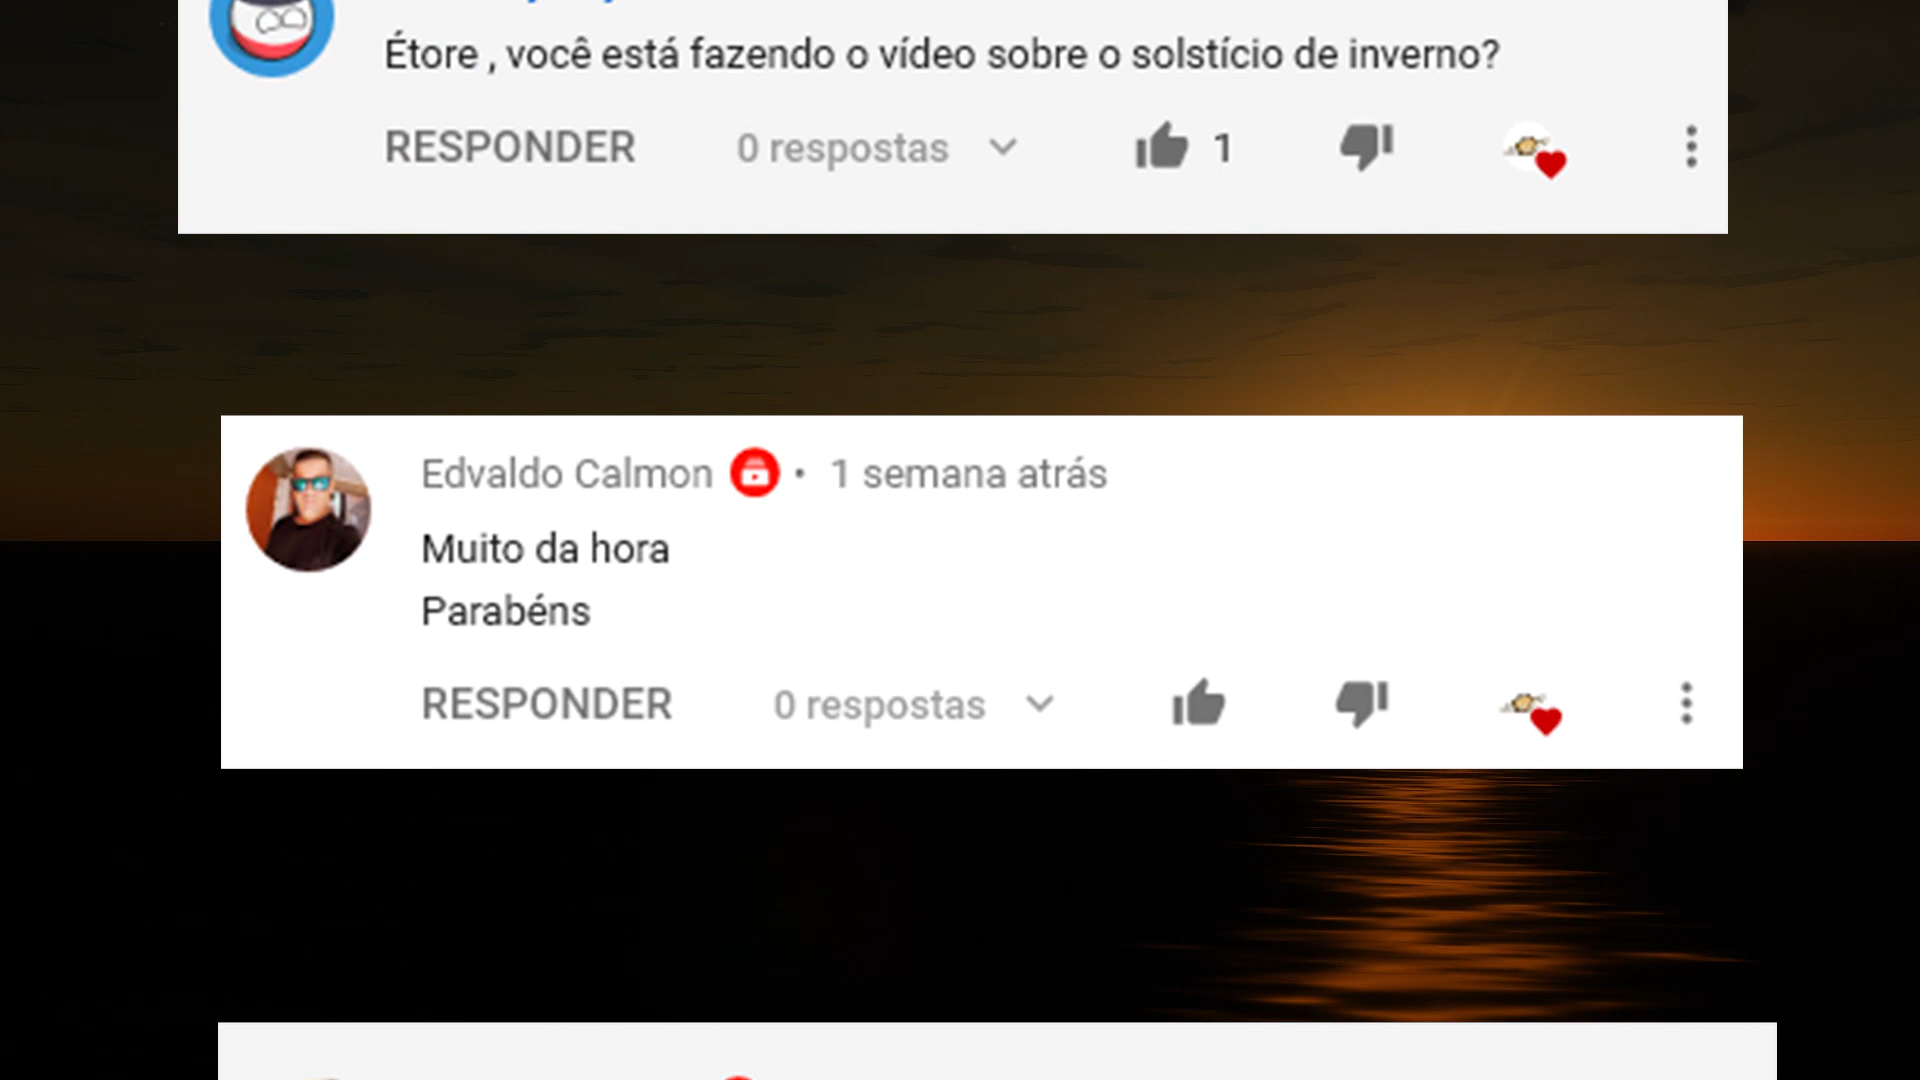 Étore , você está fazendo o vídeo sobre o solstício de inverno?
RESPONDER 0 respostas 1
Edvaldo Calmon • 1 semana atrás
Muito da hora
Parabéns
RESPONDER 0 respostas